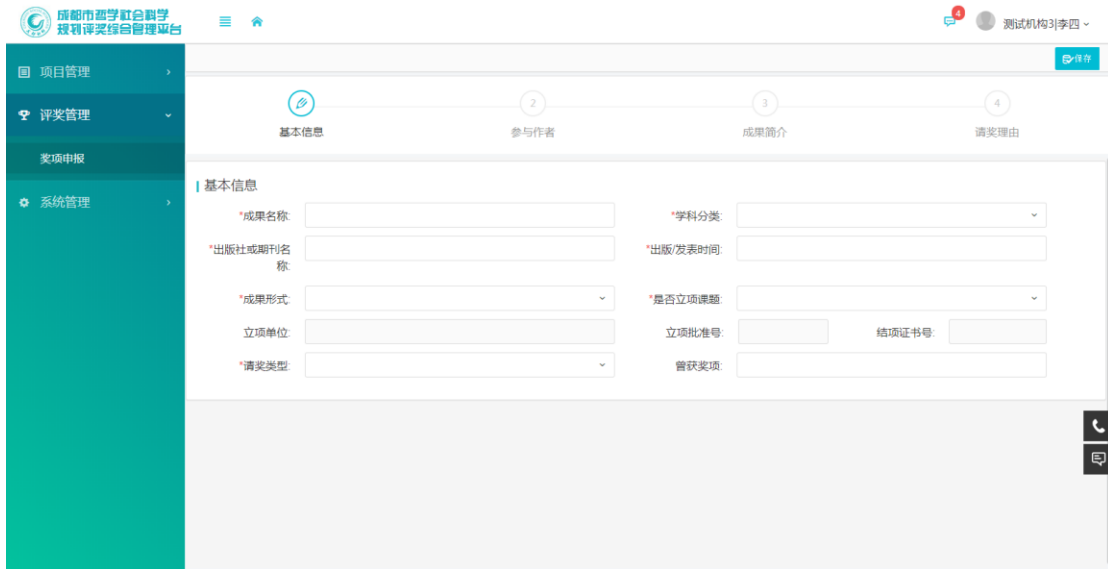 成都市哲学社会科学
规划评奖综合管理平台
4
测试机构3|李四
项目管理
保存
评奖管理
2
3
4
基本信息
参与作者
成果简介
请奖理由
奖项申报
基本信息
系统管理
*成果名称:
*学科分类:
*出版社或期刊名
称:
*出版/发表时间:
*成果形式:
*是否立项课题:
立项单位:
立项批准号:
结项证书号:
*请奖类型:
曾获奖项: